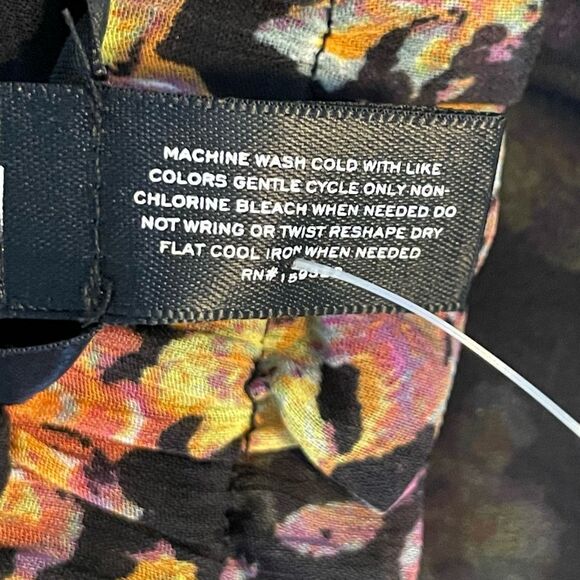 MACHINE WASH COLD WITH LIKE
COLORS GENTLE CYCLE ONLY NON-
CHLORINE BLEACH WHEN NEEDED DO
NOT WRING OR TWIST RESHAPE DRY
FLAT COOL IRON WHEN NEEDED